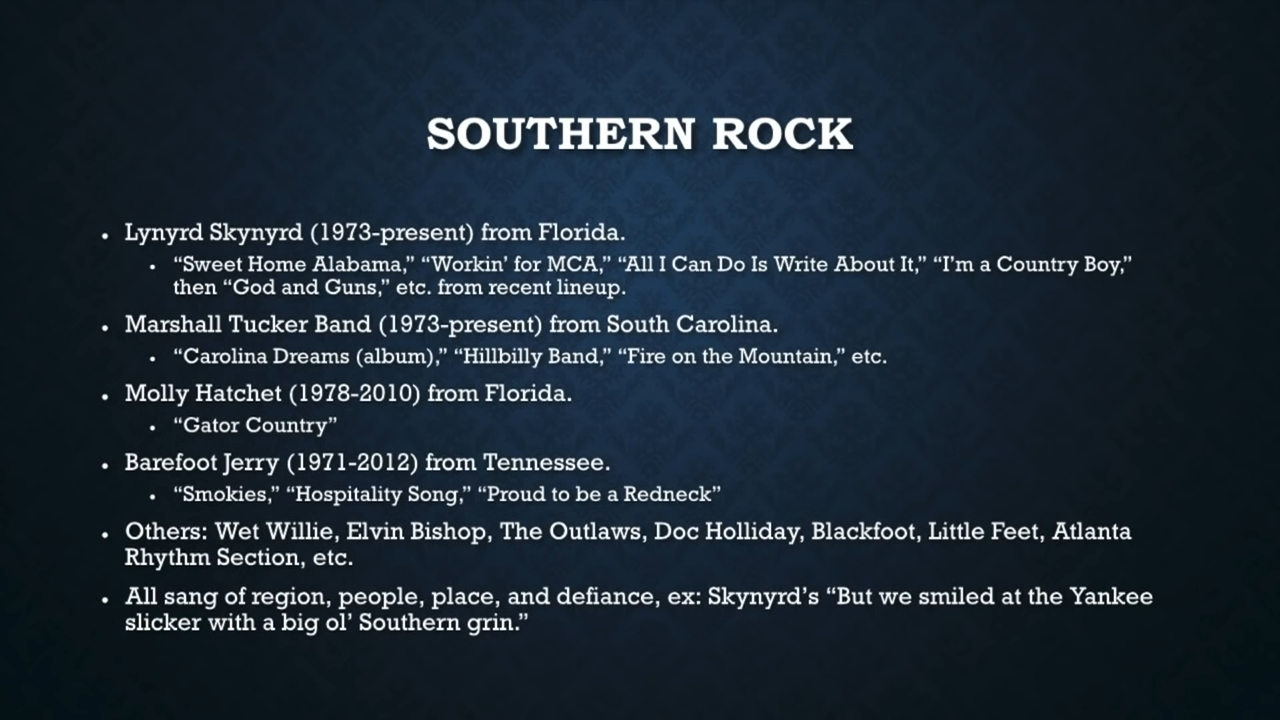 SOUTHERN ROCK
• Lynyrd Skynyrd (1973-present) from Florida.
• “Sweet Home Alabama,” “Workin’ for MCA,” “All I Can Do Is Write About It,” “I’m a Country Boy,”
then “God and Guns,” etc. from recent lineup.
• Marshall Tucker Band (1973-present) from South Carolina.
• “Carolina Dreams (album),” “Hillbilly Band,” “Fire on the Mountain,” etc.
• Molly Hatchet (1978-2010) from Florida.
• “Gator Country”
• Barefoot Jerry (1971-2012) from Tennessee.
• “Smokies,” “Hospitality Song,” “Proud to be a Redneck”
• Others: Wet Willie, Elvin Bishop, The Outlaws, Doc Holliday, Blackfoot, Little Feet, Atlanta
Rhythm Section, etc.
• All sang of region, people, place, and defiance, ex: Skynyrd’s “But we smiled at the Yankee
slicker with a big ol’ Southern grin.”